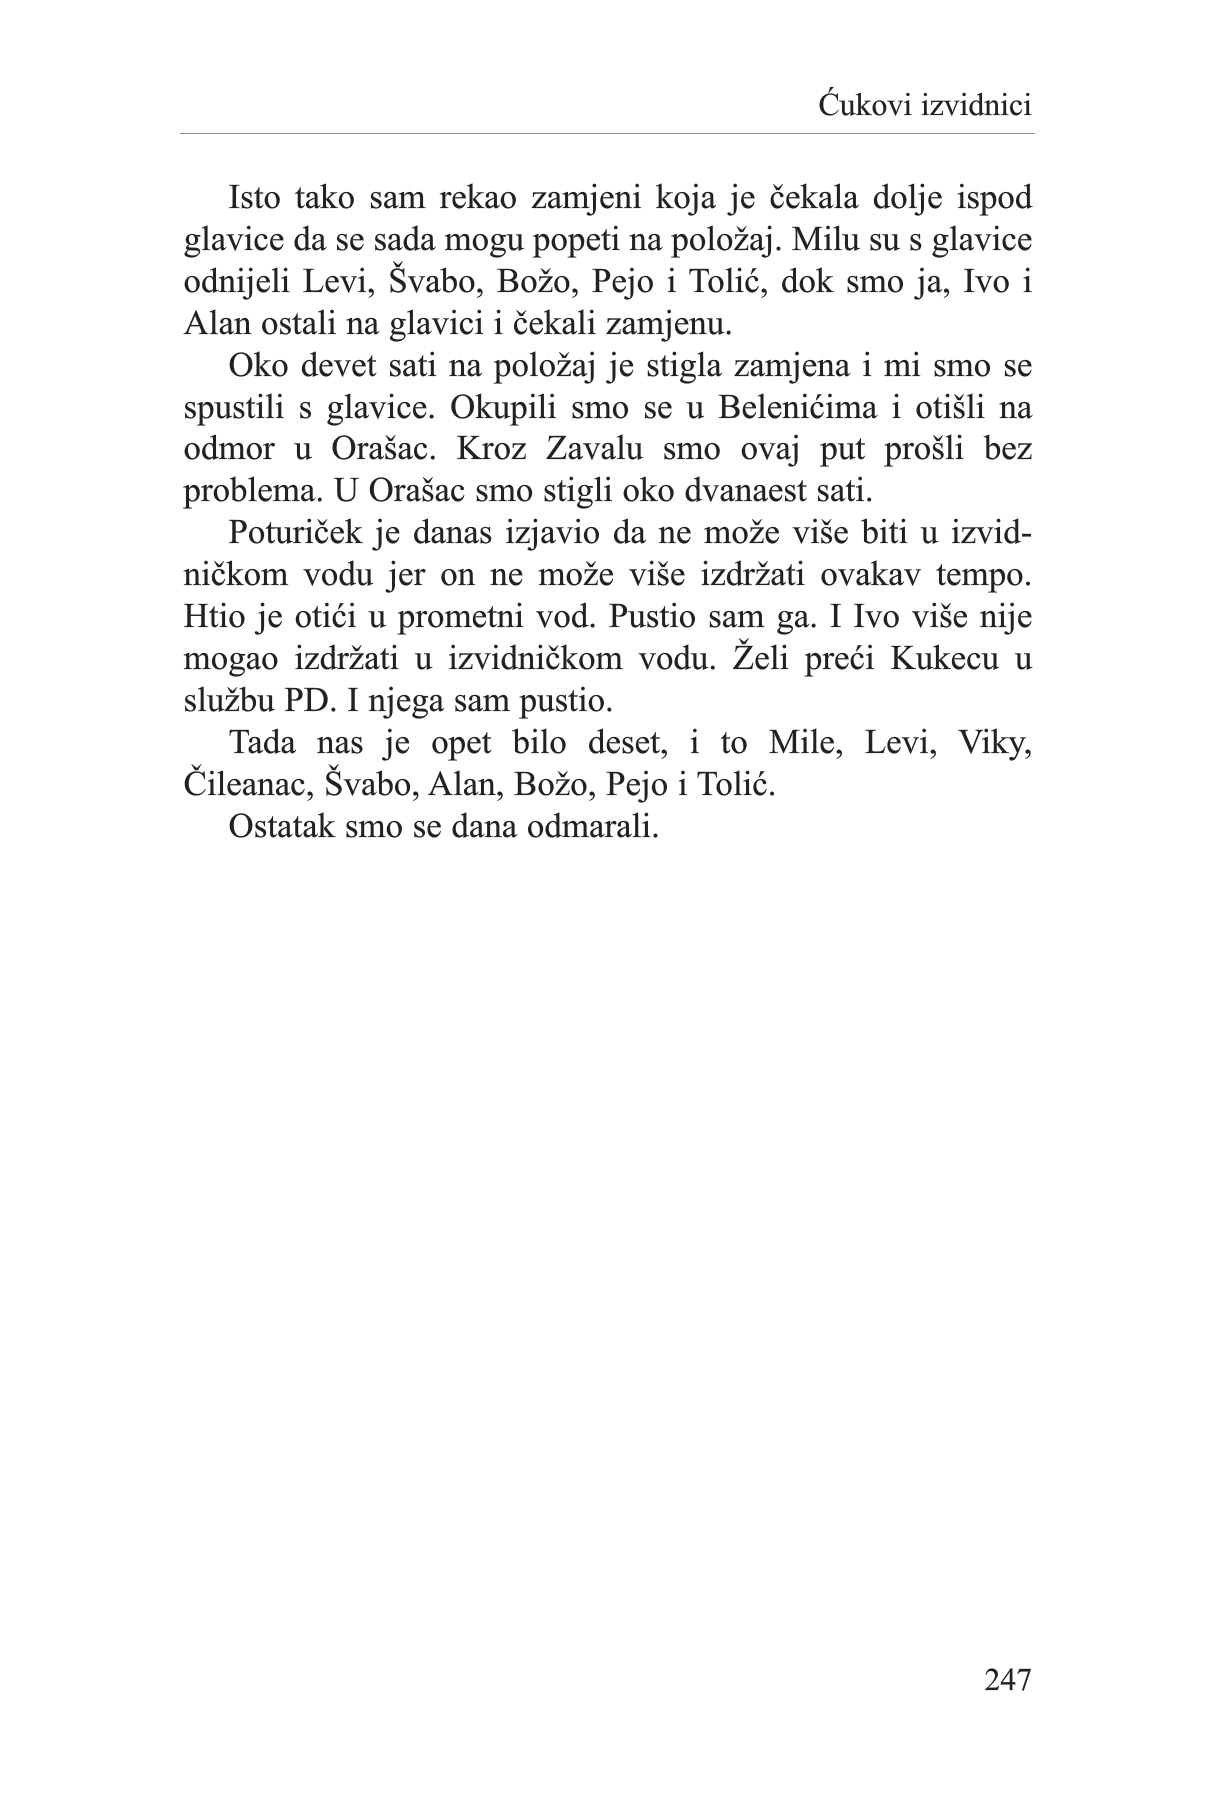 Ćukovi izvidnici
Isto tako sam rekao zamjeni koja je čekala dolje ispod
glavice da se sada mogu popeti na položaj. Milu su s glavice
odnijeli Levi, Švabo, Božo, Pejo i Tolić, dok smo ja, Ivo i
Alan ostali na glavici i čekali zamjenu.
Oko devet sati na položaj je stigla zamjena i mi smo se
spustili s glavice. Okupili smo se u Belenićima i otišli na
odmor u Orašac. Kroz Zavalu smo ovaj put prošli bez
problema. U Orašac smo stigli oko dvanaest sati.
Poturiček je danas izjavio da ne može više biti u izvid-
ničkom vodu jer on ne može više izdržati ovakav tempo.
Htio je otići u prometni vod. Pustio sam ga. I Ivo više nije
mogao izdržati u izvidničkom vodu. Želi preći Kukecu u
službu PD. I njega sam pustio.
Tada nas je opet bilo deset, i to Mile, Levi, Viky,
Čileanac, Švabo, Alan, Božo, Pejo i Tolić.
Ostatak smo se dana odmarali.
247